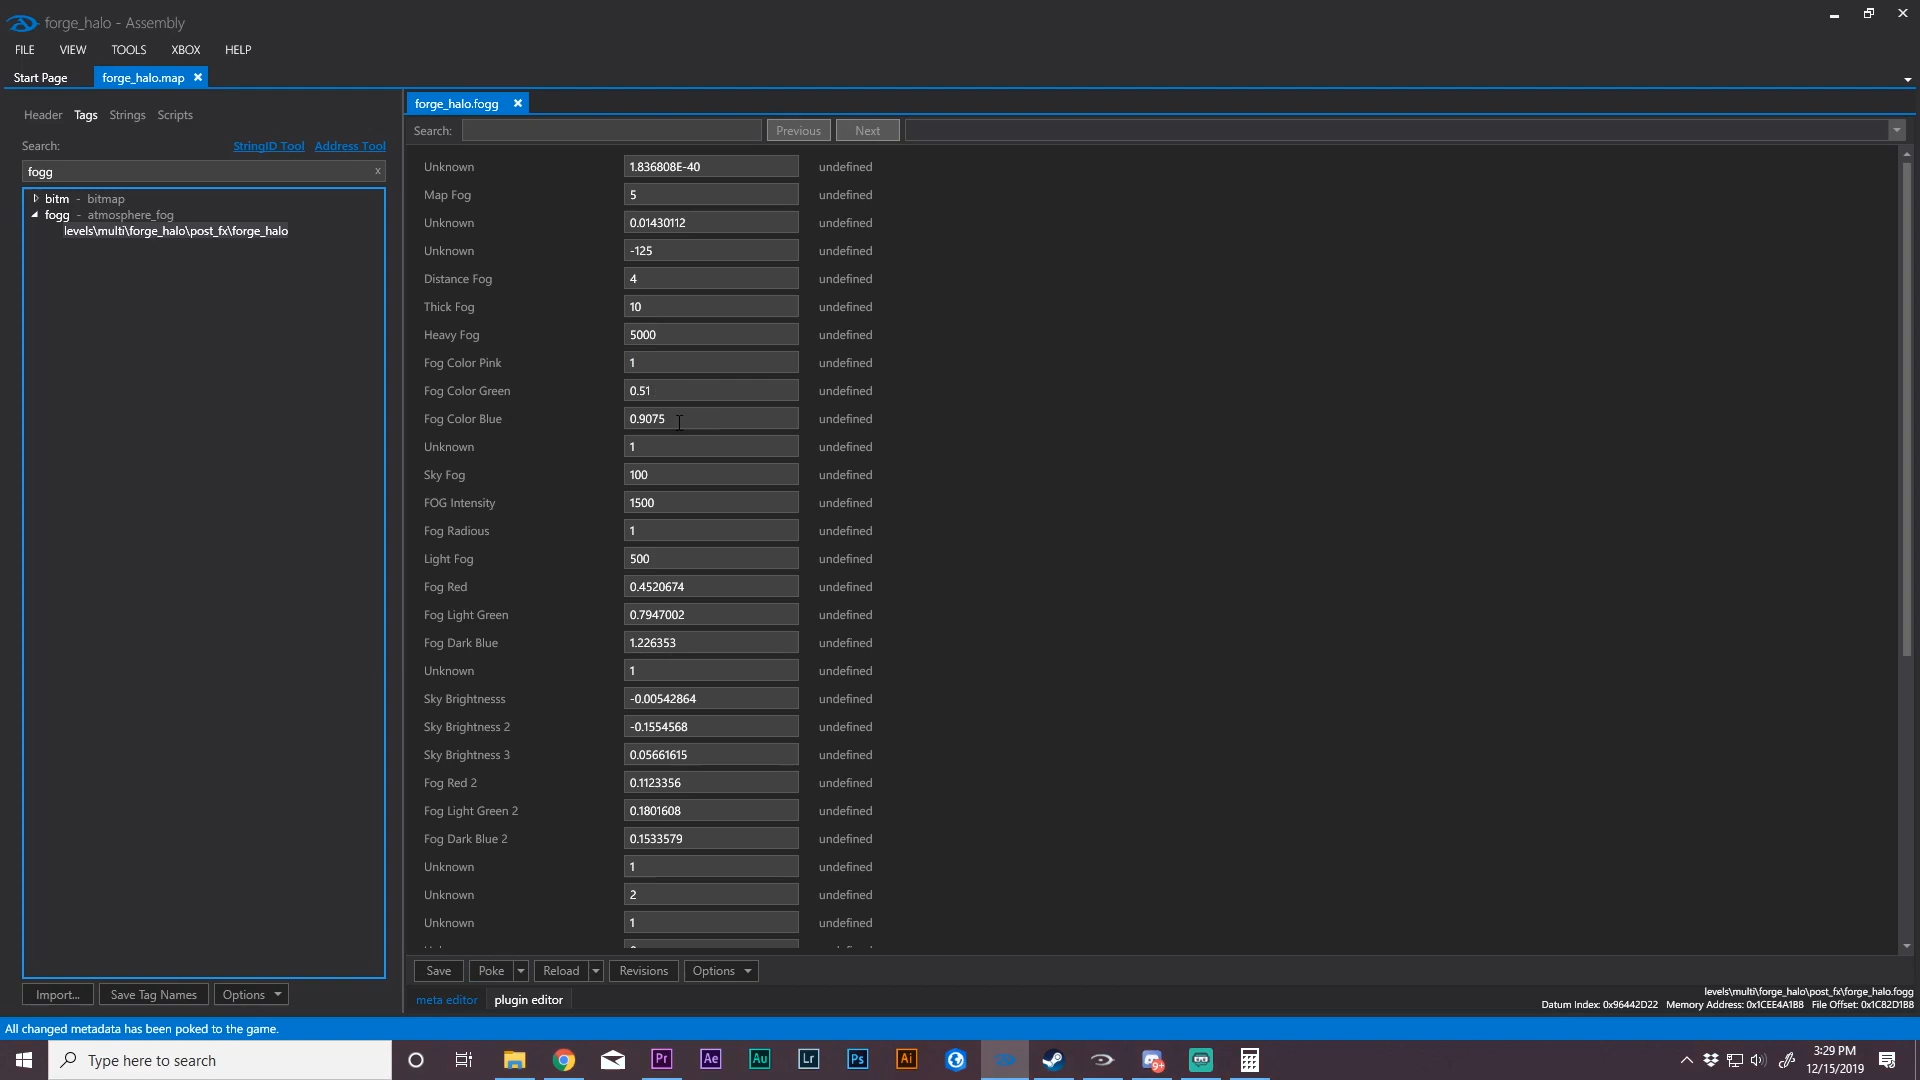 forge_halo - Assembly
FILE VIEW TOOLS XBOX HELP
Start Page forge_halo.map
Header Tags Strings Scripts
Search: StringID Tool Address Tool
fogg x
bitm - bitmap
fogg - atmosphere_fog
levels\multi\forge_halo\post_fx\forge_halo
Import... Save Tag Names Options
forge_halo.fogg
Search: Previous Next
Unknown 1.836808E-40 undefined
Map Fog 5 undefined
Unknown 0.01430112 undefined
Unknown -125 undefined
Distance Fog 4 undefined
Thick Fog 10 undefined
Heavy Fog 5000 undefined
Fog Color Pink 1 undefined
Fog Color Green 0.51 undefined
Fog Color Blue 0.9075 undefined
Unknown 1 undefined
Sky Fog 100 undefined
FOG Intensity 1500 undefined
Fog Radious 1 undefined
Light Fog 500 undefined
Fog Red 0.4520674 undefined
Fog Light Green 0.7947002 undefined
Fog Dark Blue 1.226353 undefined
Unknown 1 undefined
Sky Brightnesss -0.00542864 undefined
Sky Brightness 2 -0.1554568 undefined
Sky Brightness 3 0.05661615 undefined
Fog Red 2 0.1123356 undefined
Fog Light Green 2 0.1801608 undefined
Fog Dark Blue 2 0.1533579 undefined
Unknown 1 undefined
Unknown 2 undefined
Unknown 1 undefined
Save Poke Reload Revisions Options
meta editor plugin editor
levels\multi\forge_halo\post_fx\forge_halo.fogg
Datum Index: 0x96442D22 Memory Address: 0x1CEE4A1B8 File Offset: 0x1C82D1B8
All changed metadata has been poked to the game.
Type here to search
Pr Ae Au Lr Ps Ai 9+
3:29 PM
12/15/2019